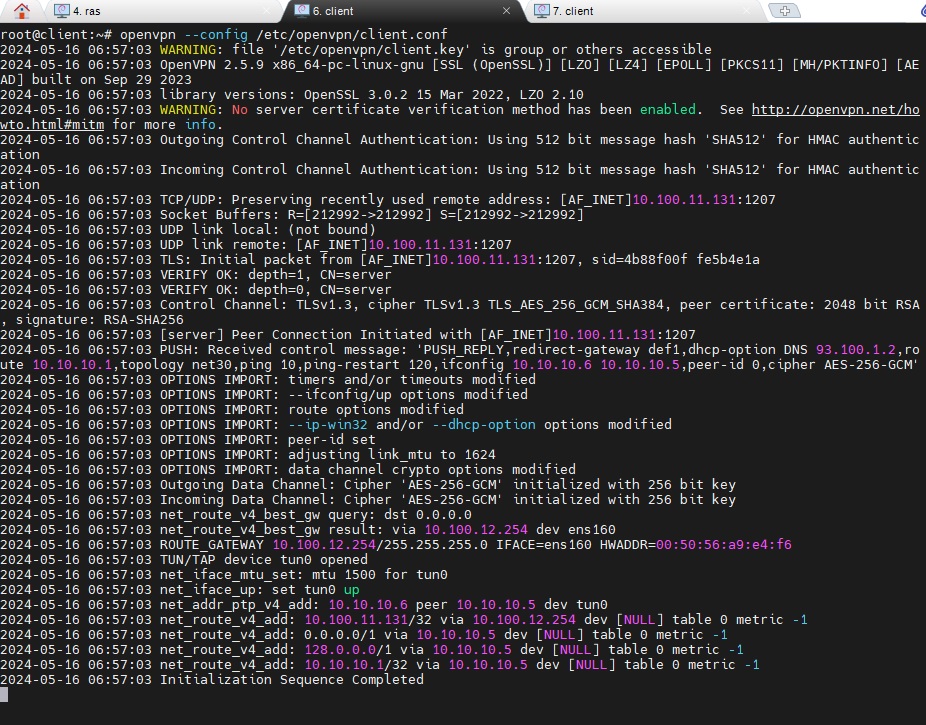 4. ras
6. client
7. client
root@client:~# openvpn --config /etc/openvpn/client.conf
2024-05-16 06:57:03 WARNING: file '/etc/openvpn/client.key' is group or others accessible
2024-05-16 06:57:03 OpenVPN 2.5.9 x86_64-pc-linux-gnu [SSL (OpenSSL)] [LZO] [LZ4] [EPOLL] [PKCS11] [MH/PKTINFO] [AE
AD] built on Sep 29 2023
2024-05-16 06:57:03 library versions: OpenSSL 3.0.2 15 Mar 2022, LZO 2.10
2024-05-16 06:57:03 WARNING: No server certificate verification method has been enabled.  See http://openvpn.net/ho
wto.html#mitm for more info.
2024-05-16 06:57:03 Outgoing Control Channel Authentication: Using 512 bit message hash 'SHA512' for HMAC authentic
ation
2024-05-16 06:57:03 Incoming Control Channel Authentication: Using 512 bit message hash 'SHA512' for HMAC authentic
ation
2024-05-16 06:57:03 TCP/UDP: Preserving recently used remote address: [AF_INET]10.100.11.131:1207
2024-05-16 06:57:03 Socket Buffers: R=[212992->212992] S=[212992->212992]
2024-05-16 06:57:03 UDP link local: (not bound)
2024-05-16 06:57:03 UDP link remote: [AF_INET]10.100.11.131:1207
2024-05-16 06:57:03 TLS: Initial packet from [AF_INET]10.100.11.131:1207, sid=4b88f00f fe5b4e1a
2024-05-16 06:57:03 VERIFY OK: depth=1, CN=server
2024-05-16 06:57:03 VERIFY OK: depth=0, CN=server
2024-05-16 06:57:03 Control Channel: TLSv1.3, cipher TLSv1.3 TLS_AES_256_GCM_SHA384, peer certificate: 2048 bit RSA
, signature: RSA-SHA256
2024-05-16 06:57:03 [server] Peer Connection Initiated with [AF_INET]10.100.11.131:1207
2024-05-16 06:57:03 PUSH: Received control message: 'PUSH_REPLY,redirect-gateway def1,dhcp-option DNS 93.100.1.2,ro
ute 10.10.10.1,topology net30,ping 10,ping-restart 120,ifconfig 10.10.10.6 10.10.10.5,peer-id 0,cipher AES-256-GCM'
2024-05-16 06:57:03 OPTIONS IMPORT: timers and/or timeouts modified
2024-05-16 06:57:03 OPTIONS IMPORT: --ifconfig/up options modified
2024-05-16 06:57:03 OPTIONS IMPORT: route options modified
2024-05-16 06:57:03 OPTIONS IMPORT: --ip-win32 and/or --dhcp-option options modified
2024-05-16 06:57:03 OPTIONS IMPORT: peer-id set
2024-05-16 06:57:03 OPTIONS IMPORT: adjusting link_mtu to 1624
2024-05-16 06:57:03 OPTIONS IMPORT: data channel crypto options modified
2024-05-16 06:57:03 Outgoing Data Channel: Cipher 'AES-256-GCM' initialized with 256 bit key
2024-05-16 06:57:03 Incoming Data Channel: Cipher 'AES-256-GCM' initialized with 256 bit key
2024-05-16 06:57:03 net_route_v4_best_gw query: dst 0.0.0.0
2024-05-16 06:57:03 net_route_v4_best_gw result: via 10.100.12.254 dev ens160
2024-05-16 06:57:03 ROUTE_GATEWAY 10.100.12.254/255.255.255.0 IFACE=ens160 HWADDR=00:50:56:a9:e4:f6
2024-05-16 06:57:03 TUN/TAP device tun0 opened
2024-05-16 06:57:03 net_iface_mtu_set: mtu 1500 for tun0
2024-05-16 06:57:03 net_iface_up: set tun0 up
2024-05-16 06:57:03 net_addr_ptp_v4_add: 10.10.10.6 peer 10.10.10.5 dev tun0
2024-05-16 06:57:03 net_route_v4_add: 10.100.11.131/32 via 10.100.12.254 dev [NULL] table 0 metric -1
2024-05-16 06:57:03 net_route_v4_add: 0.0.0.0/1 via 10.10.10.5 dev [NULL] table 0 metric -1
2024-05-16 06:57:03 net_route_v4_add: 128.0.0.0/1 via 10.10.10.5 dev [NULL] table 0 metric -1
2024-05-16 06:57:03 net_route_v4_add: 10.10.10.1/32 via 10.10.10.5 dev [NULL] table 0 metric -1
2024-05-16 06:57:03 Initialization Sequence Completed